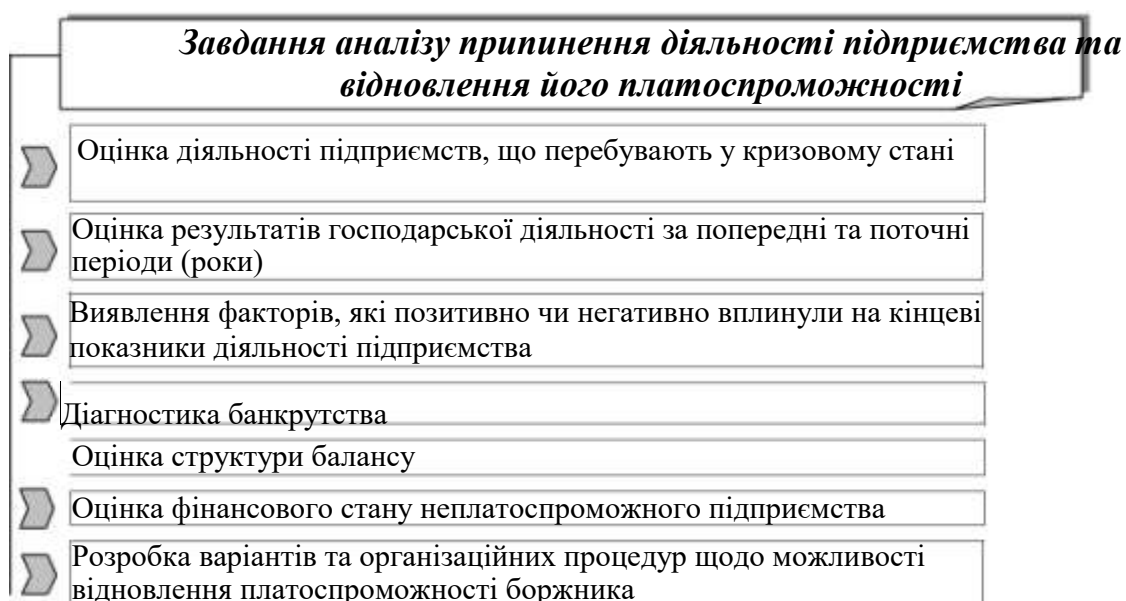 Завдання аналізу припинення діяльності підприємства та
відновлення його платоспроможності
Оцінка діяльності підприємств, що перебувають у кризовому стані
Оцінка результатів господарської діяльності за попередні та поточні
періоди (роки)
Виявлення факторів, які позитивно чи негативно вплинули на кінцеві
показники діяльності підприємства
Діагностика банкрутства
Оцінка структури балансу
Оцінка фінансового стану неплатоспроможного підприємства
Розробка варіантів та організаційних процедур щодо можливості
відновлення платоспроможності боржника